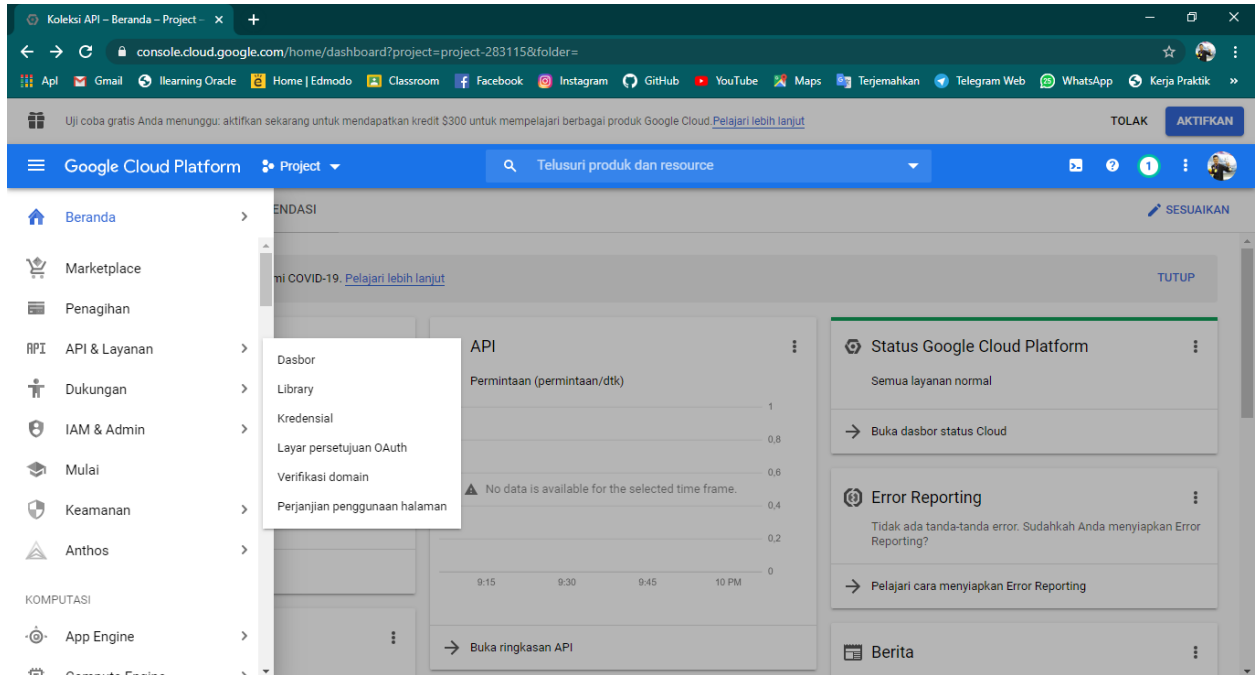 Koleksi API – Beranda – Project –
console.cloud.google.com/home/dashboard?project=project-283115&folder=
Apl Gmail Ilearning Oracle Home | Edmodo Classroom Facebook Instagram GitHub YouTube Maps Terjemahkan Telegram Web WhatsApp Kerja Praktik »
Uji coba gratis Anda menunggu: aktifkan sekarang untuk mendapatkan kredit $300 untuk mempelajari berbagai produk Google Cloud. Pelajari lebih lanjut
TOLAK
AKTIFKAN
Google Cloud Platform
Project
Telusuri produk dan resource
1
Beranda
ENDASI
SESUAIKAN
Marketplace
mi COVID-19. Pelajari lebih lanjut
TUTUP
Penagihan
API API & Layanan
Dukungan
IAM & Admin
Mulai
Keamanan
Anthos
KOMPUTASI
App Engine
Compute Engine
Dasbor
Library
Kredensial
Layar persetujuan OAuth
Verifikasi domain
Perjanjian penggunaan halaman
API
Permintaan (permintaan/dtk)
1
0,8
0,6
No data is available for the selected time frame.
0,4
0,2
0
9:15 9:30 9:45 10 PM
Buka ringkasan API
Status Google Cloud Platform
Semua layanan normal
Buka dasbor status Cloud
Error Reporting
Tidak ada tanda-tanda error. Sudahkah Anda menyiapkan Error
Reporting?
Pelajari cara menyiapkan Error Reporting
Berita